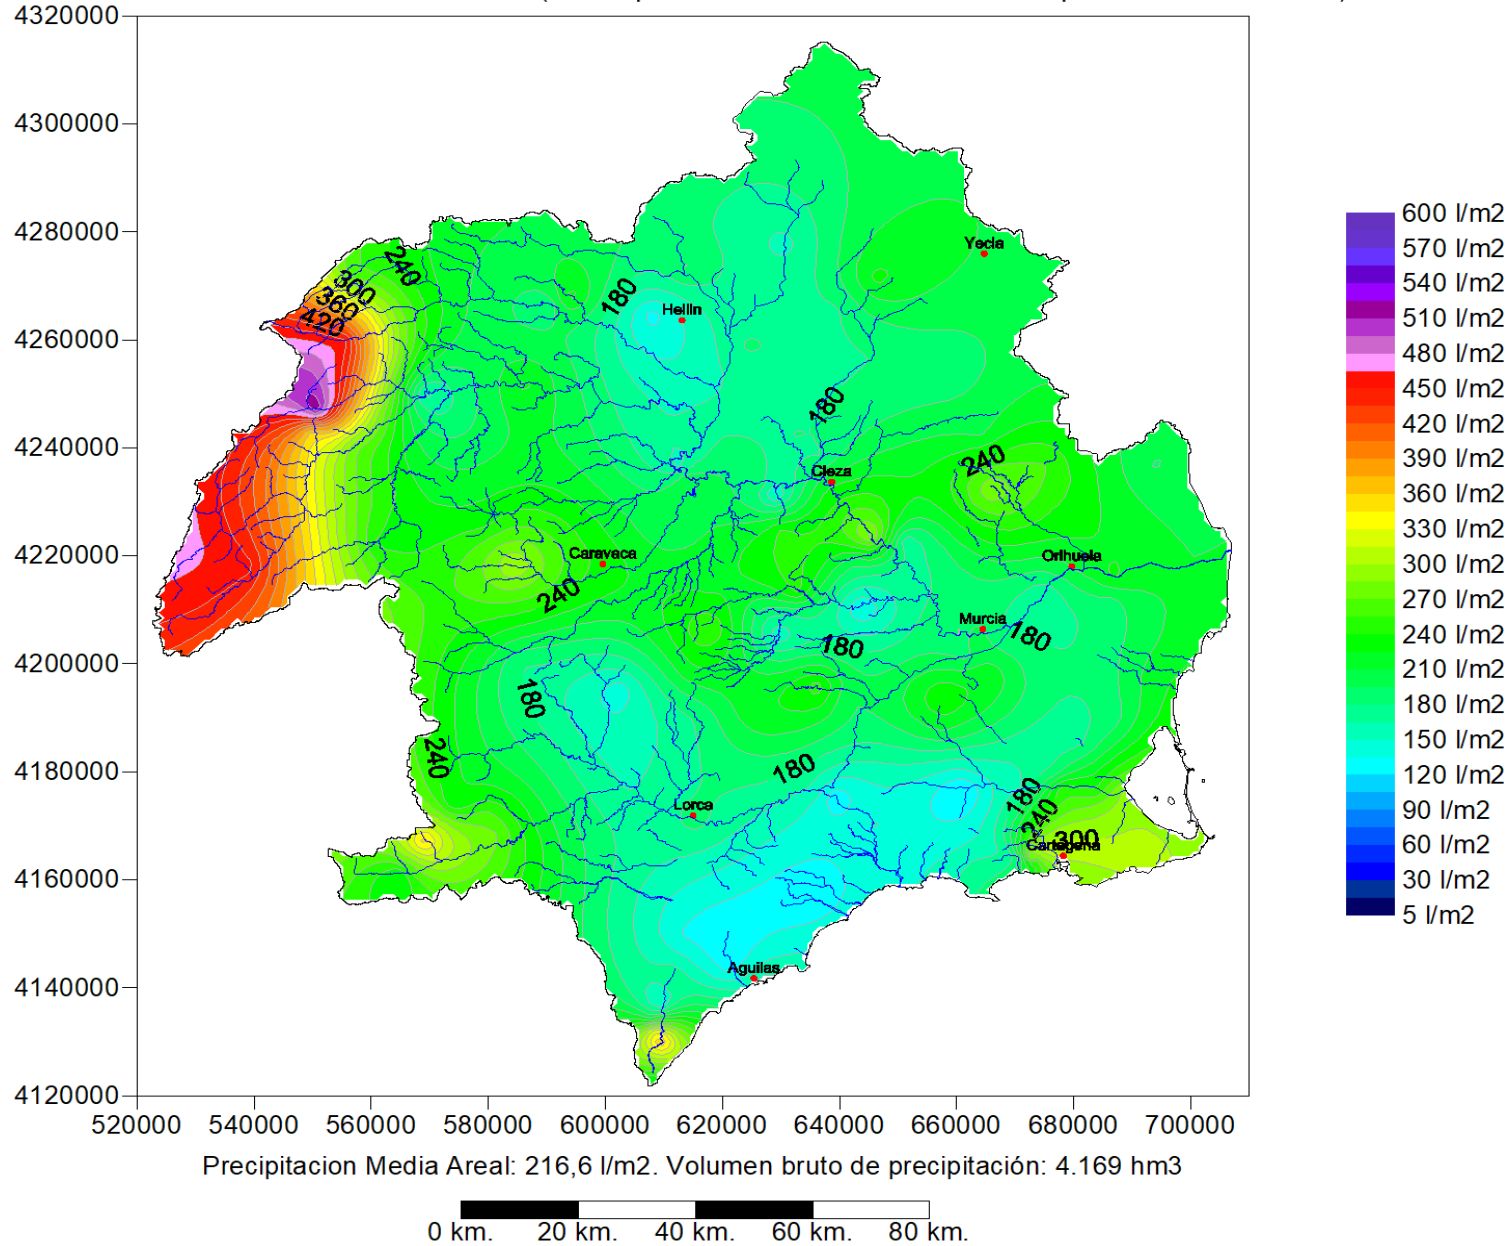 4320000
4300000
4280000
4260000
4240000
4220000
4200000
4180000
4160000
4140000
4120000
520000 540000 560000 580000 600000 620000 640000 660000 680000 700000
240
300
360
420
180
Hellin
Yecla
180
Cieza
240
Caravaca
240
Orihuela
Murcia
180
180
180
240
180
Lorca
180
240
300
Cartagena
Aguilas
600 l/m2
570 l/m2
540 l/m2
510 l/m2
480 l/m2
450 l/m2
420 l/m2
390 l/m2
360 l/m2
330 l/m2
300 l/m2
270 l/m2
240 l/m2
210 l/m2
180 l/m2
150 l/m2
120 l/m2
90 l/m2
60 l/m2
30 l/m2
5 l/m2
Precipitacion Media Areal: 216,6 l/m2. Volumen bruto de precipitación: 4.169 hm3
0 km. 20 km. 40 km. 60 km. 80 km.